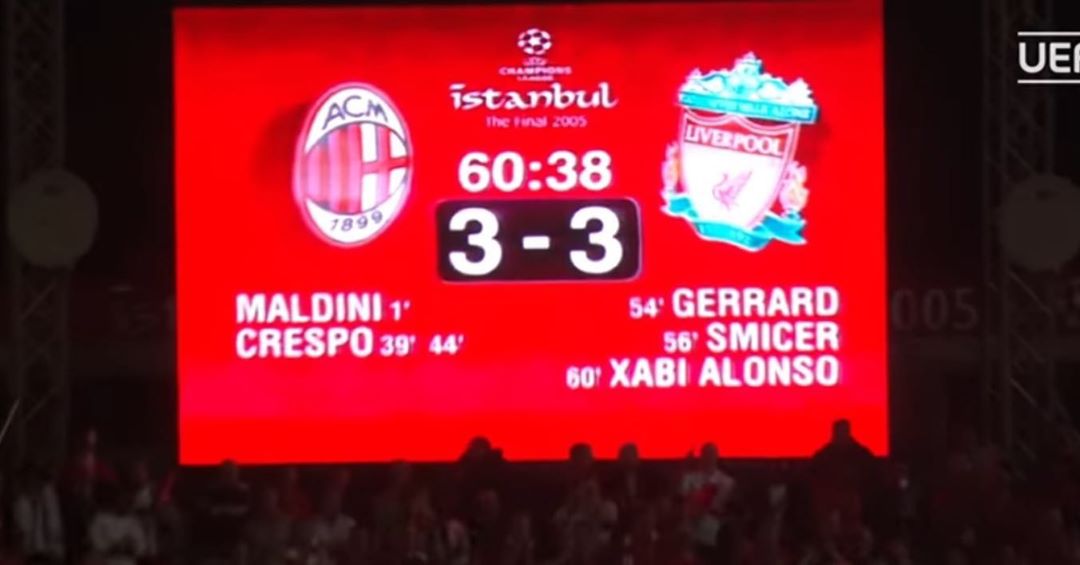 UEF
CHAMPIONS
LEAGUE
istanbul
The Final 2005
ACM
1899
LIVERPOOL
60:38
3 - 3
MALDINI 1'
CRESPO 39' 44'
54' GERRARD
56' SMICER
60' XABI ALONSO
005